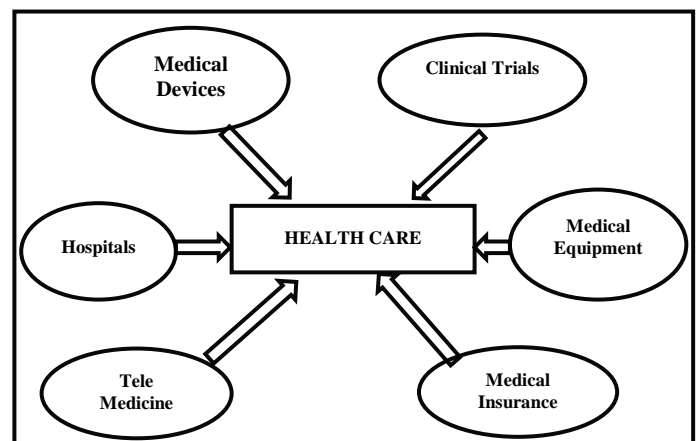 Medical
Devices
Clinical Trials
Hospitals
HEALTH CARE
Medical
Equipment
Tele
Medicine
Medical
Insurance